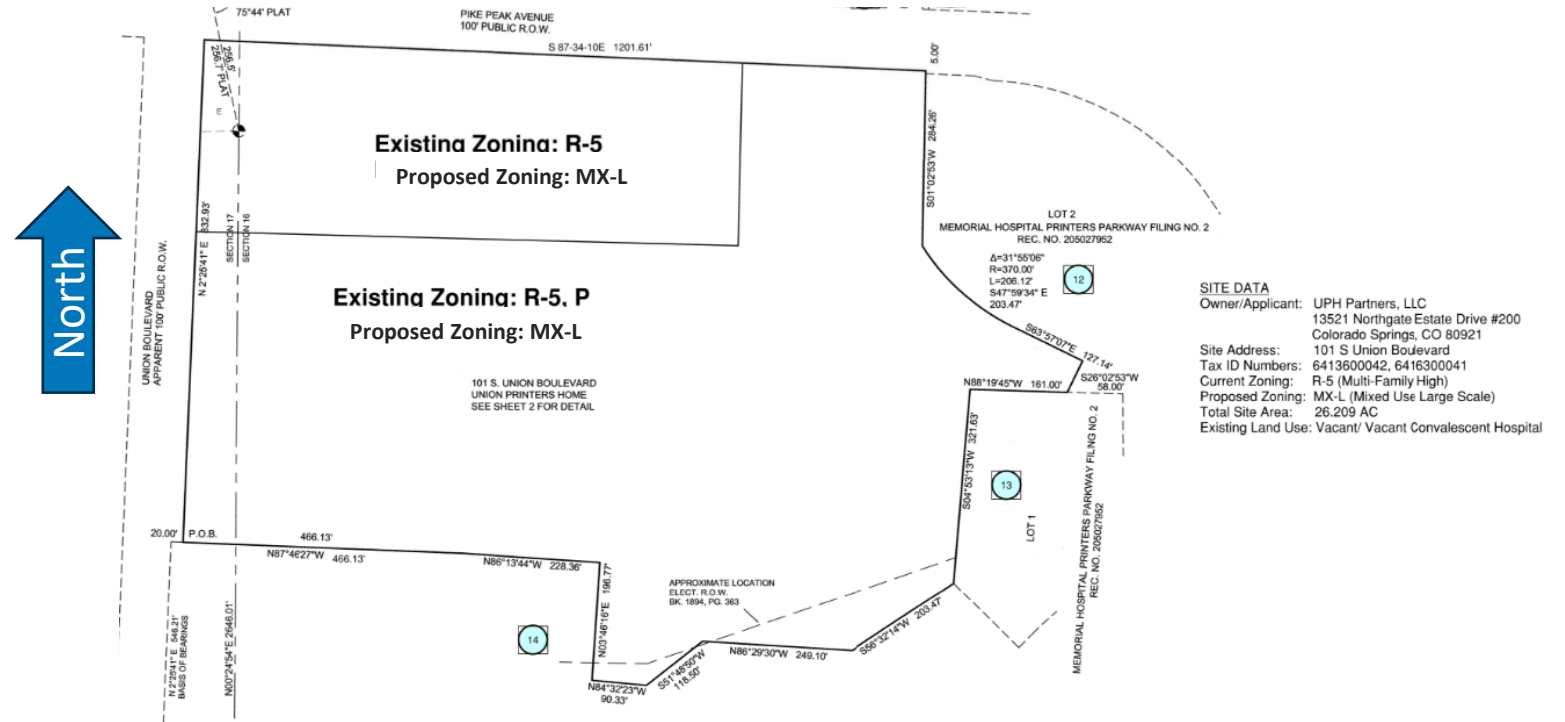 75°44' PLAT
PIKE PEAK AVENUE
100' PUBLIC R.O.W.
S 87-34-10E 1201.61'
5.00'
256.5'
256.7' PLAT
E
Existing Zoning: R-5
Proposed Zoning: MX-L
S01°02'53"W 284.26'
North
UNION BOULEVARD
APPARENT 100' PUBLIC R.O.W.
N 2°25'41" E 832.93'
SECTION 17
SECTION 16
LOT 2
MEMORIAL HOSPITAL PRINTERS PARKWAY FILING NO. 2
REC. NO. 205027952
Δ=31°55'06"
R=370.00'
L=206.12'
S47°59'34" E
203.47'
12
Existing Zoning: R-5, P
Proposed Zoning: MX-L
S63°57'07"E 127.14'
S26°02'53"W
58.00'
N88°19'45"W 161.00'
101 S. UNION BOULEVARD
UNION PRINTERS HOME
SEE SHEET 2 FOR DETAIL
SITE DATA
Owner/Applicant: UPH Partners, LLC
13521 Northgate Estate Drive #200
Colorado Springs, CO 80921
Site Address: 101 S Union Boulevard
Tax ID Numbers: 6413600042, 6416300041
Current Zoning: R-5 (Multi-Family High)
Proposed Zoning: MX-L (Mixed Use Large Scale)
Total Site Area: 26.209 AC
Existing Land Use: Vacant/ Vacant Convalescent Hospital
S04°53'13"W 321.63'
13
LOT 1
MEMORIAL HOSPITAL PRINTERS PARKWAY FILNG NO. 2
REC. NO. 205027952
20.00'
P.O.B.
466.13'
N87°46'27"W 466.13'
N86°13'44"W 228.36'
N03°46'16"E 196.77'
APPROXIMATE LOCATION
ELECT. R.O.W.
BK. 1894, PG. 363
14
N84°32'23"W
90.33'
S51°48'50"W
118.50'
N86°29'30"W 249.10'
S56°32'14"W 203.47'
N 2°25'41" E 546.21'
BASIS OF BEARINGS
N00°24'54"E 2646.01'